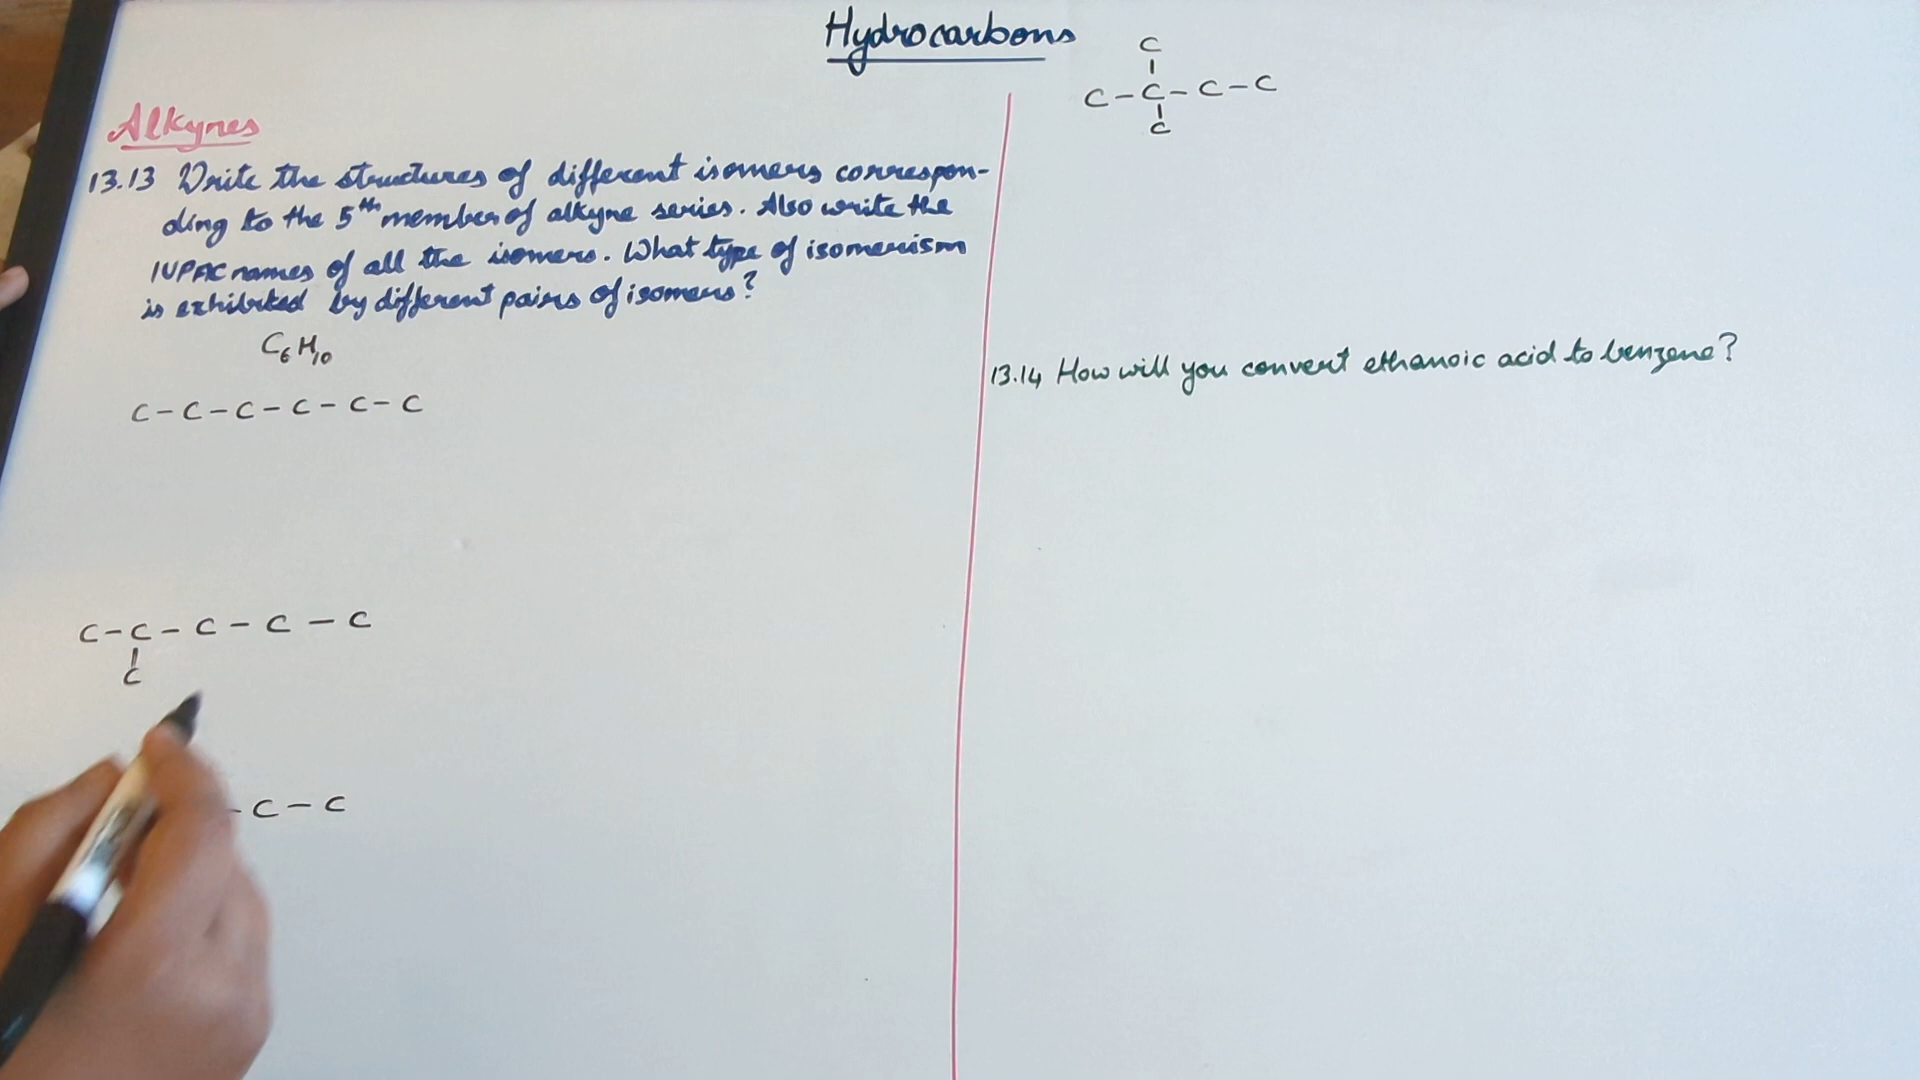 Hydrocarbons
Alkynes
13.13 Write the structures of different isomers correspon-
ding to the 5th member of alkyne series. Also write the
IUPAC names of all the isomers. What type of isomerism
is exhibited by different pairs of isomers?
C6H10
C-C-C-C-C-C
C-C-C-C-C
|
C
-C-C
C
|
C-C-C-C
|
C
13.14 How will you convert ethanoic acid to benzene?